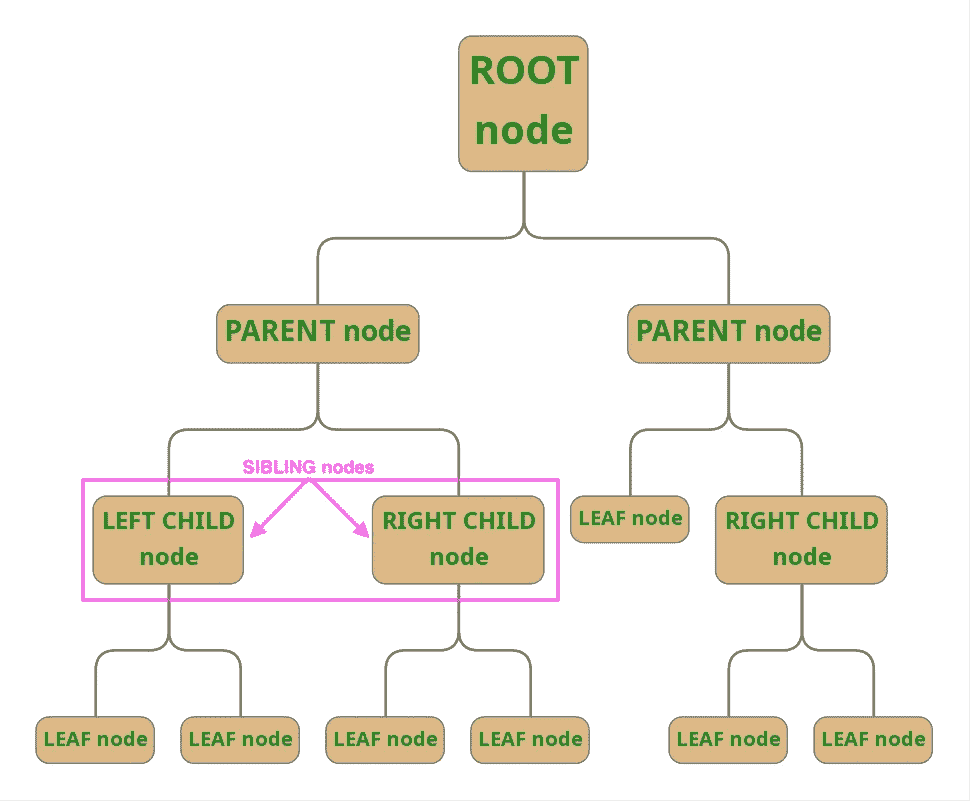 ROOT
node
PARENT node
PARENT node
SIBLING nodes
LEFT CHILD
node
RIGHT CHILD
node
LEAF node
RIGHT CHILD
node
LEAF node
LEAF node
LEAF node
LEAF node
LEAF node
LEAF node